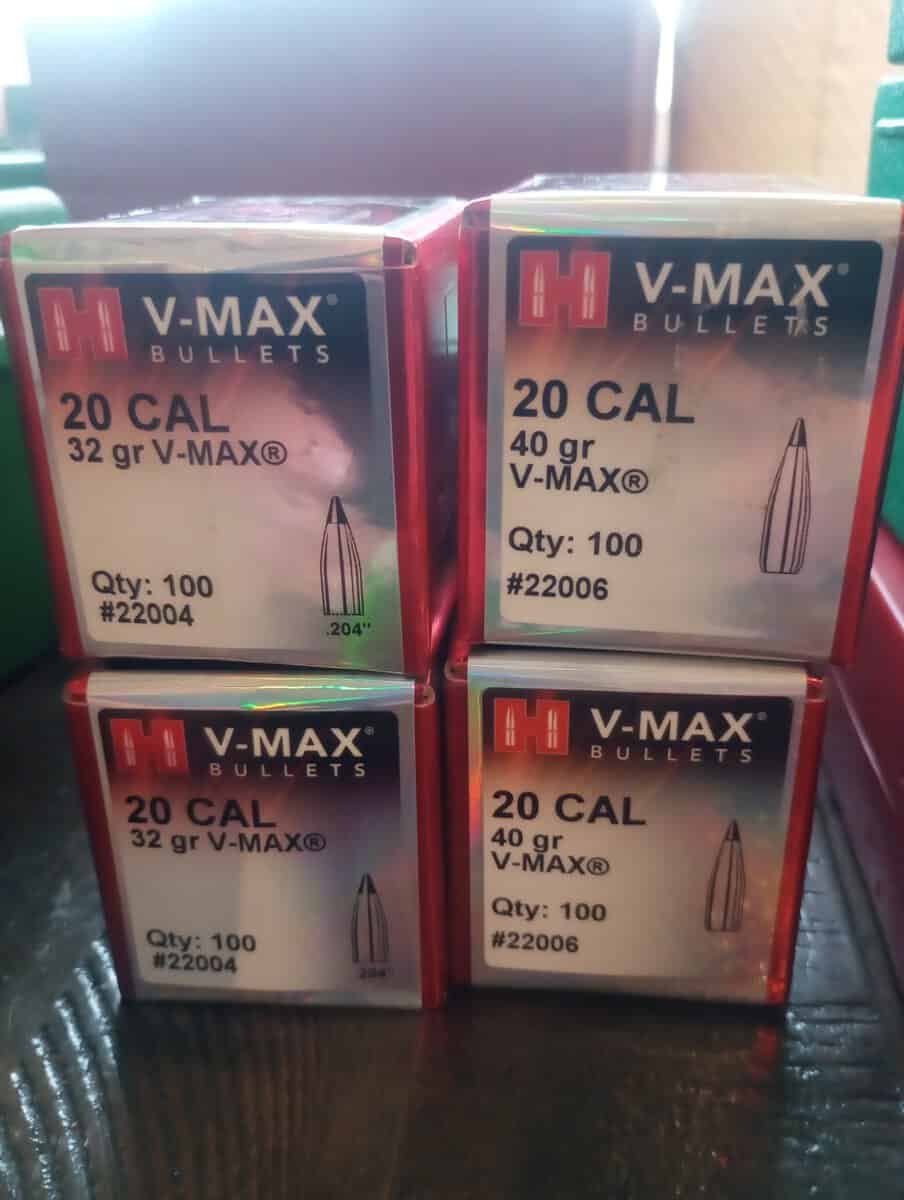 V-MAX®
BULLETS
20 CAL
32 gr V-MAX®
Qty: 100
#22004
.204"
V-MAX®
BULLETS
20 CAL
40 gr
V-MAX®
Qty: 100
#22006
V-MAX®
BULLETS
20 CAL
32 gr V-MAX®
Qty: 100
#22004
.204"
V-MAX®
BULLETS
20 CAL
40 gr
V-MAX®
Qty: 100
#22006